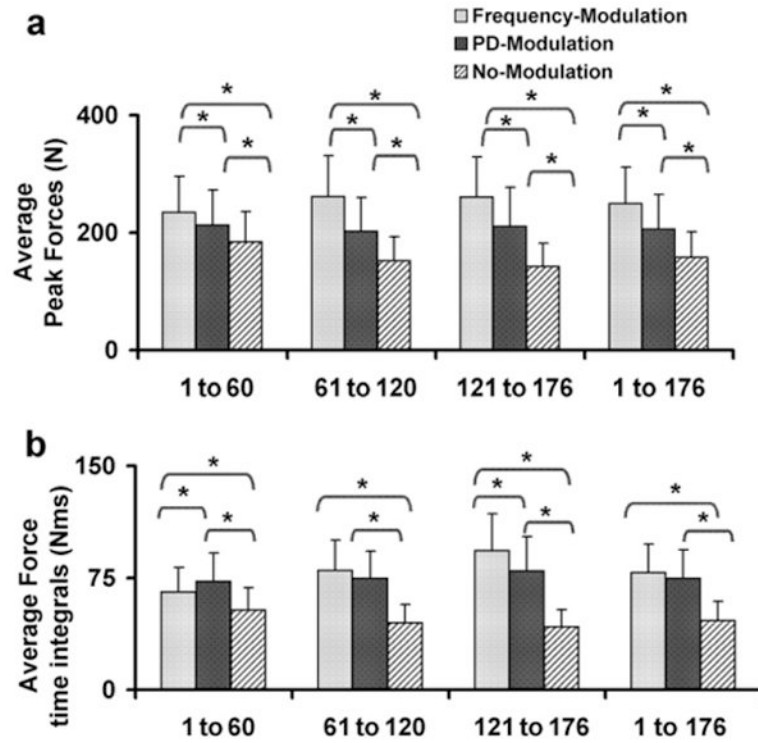 a
Frequency-Modulation
PD-Modulation
No-Modulation
Average
Peak Forces (N)
400
200
0
* * *
* * *
* * *
* * *
1 to 60 61 to 120 121 to 176 1 to 176
b
Average Force
time integrals (Nms)
150
75
0
* * *
* *
* * *
* *
1 to 60 61 to 120 121 to 176 1 to 176